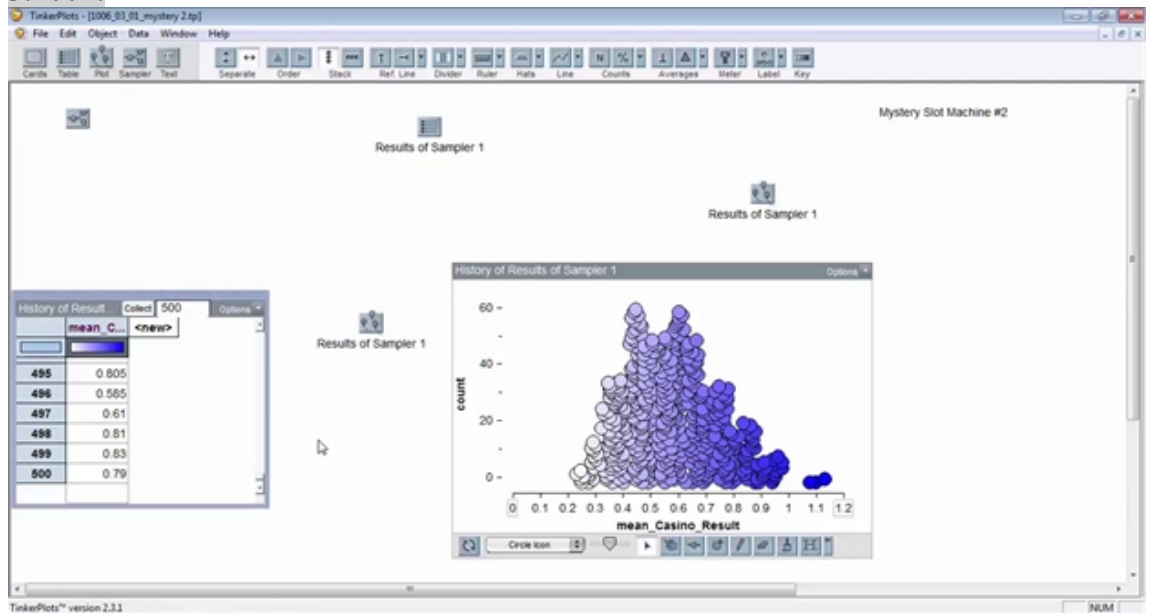 TinkerPlots - [1006_03_01_mystery 2.tp]
File Edit Object Data Window Help
Cards Table Plot Sampler Text Separate Order Stack Ref. Line Divider Ruler Hats Line Counts Averages Meter Label Key
Mystery Slot Machine #2
Results of Sampler 1
Results of Sampler 1
History of Results of Sampler 1 Options
History of Result... Collect 500 Options
mean_C... <new>
495 0.805
496 0.585
497 0.61
498 0.81
499 0.83
500 0.79
Results of Sampler 1
60
40
count
20
0
0 0.1 0.2 0.3 0.4 0.5 0.6 0.7 0.8 0.9 1 1.1 1.2
mean_Casino_Result
Circle Icon
TinkerPlots™ version 2.3.1
NUM